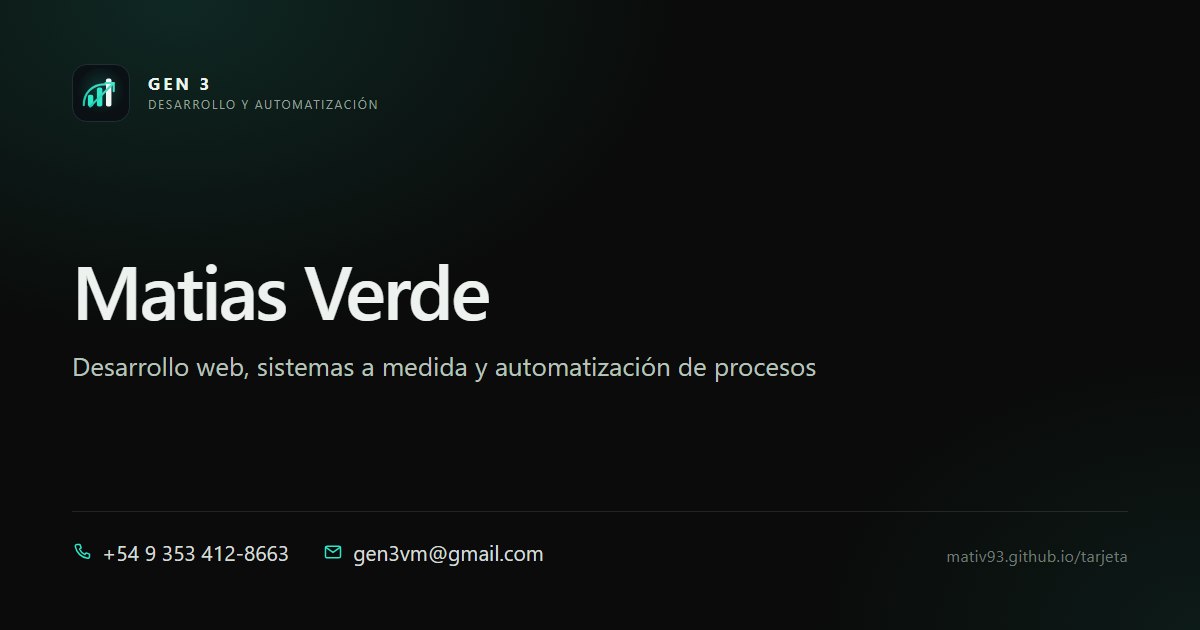 GEN 3
DESARROLLO Y AUTOMATIZACIÓN
Matias Verde
Desarrollo web, sistemas a medida y automatización de procesos
+54 9 353 412-8663
gen3vm@gmail.com
mativ93.github.io/tarjeta